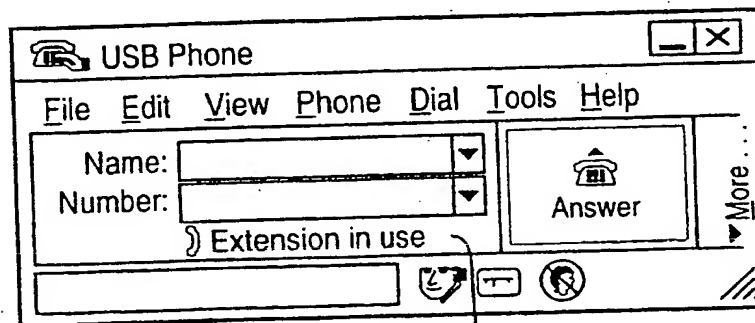 USB Phone
File Edit View Phone Dial Tools Help
Name:
Number:
Extension in use
Answer
More...